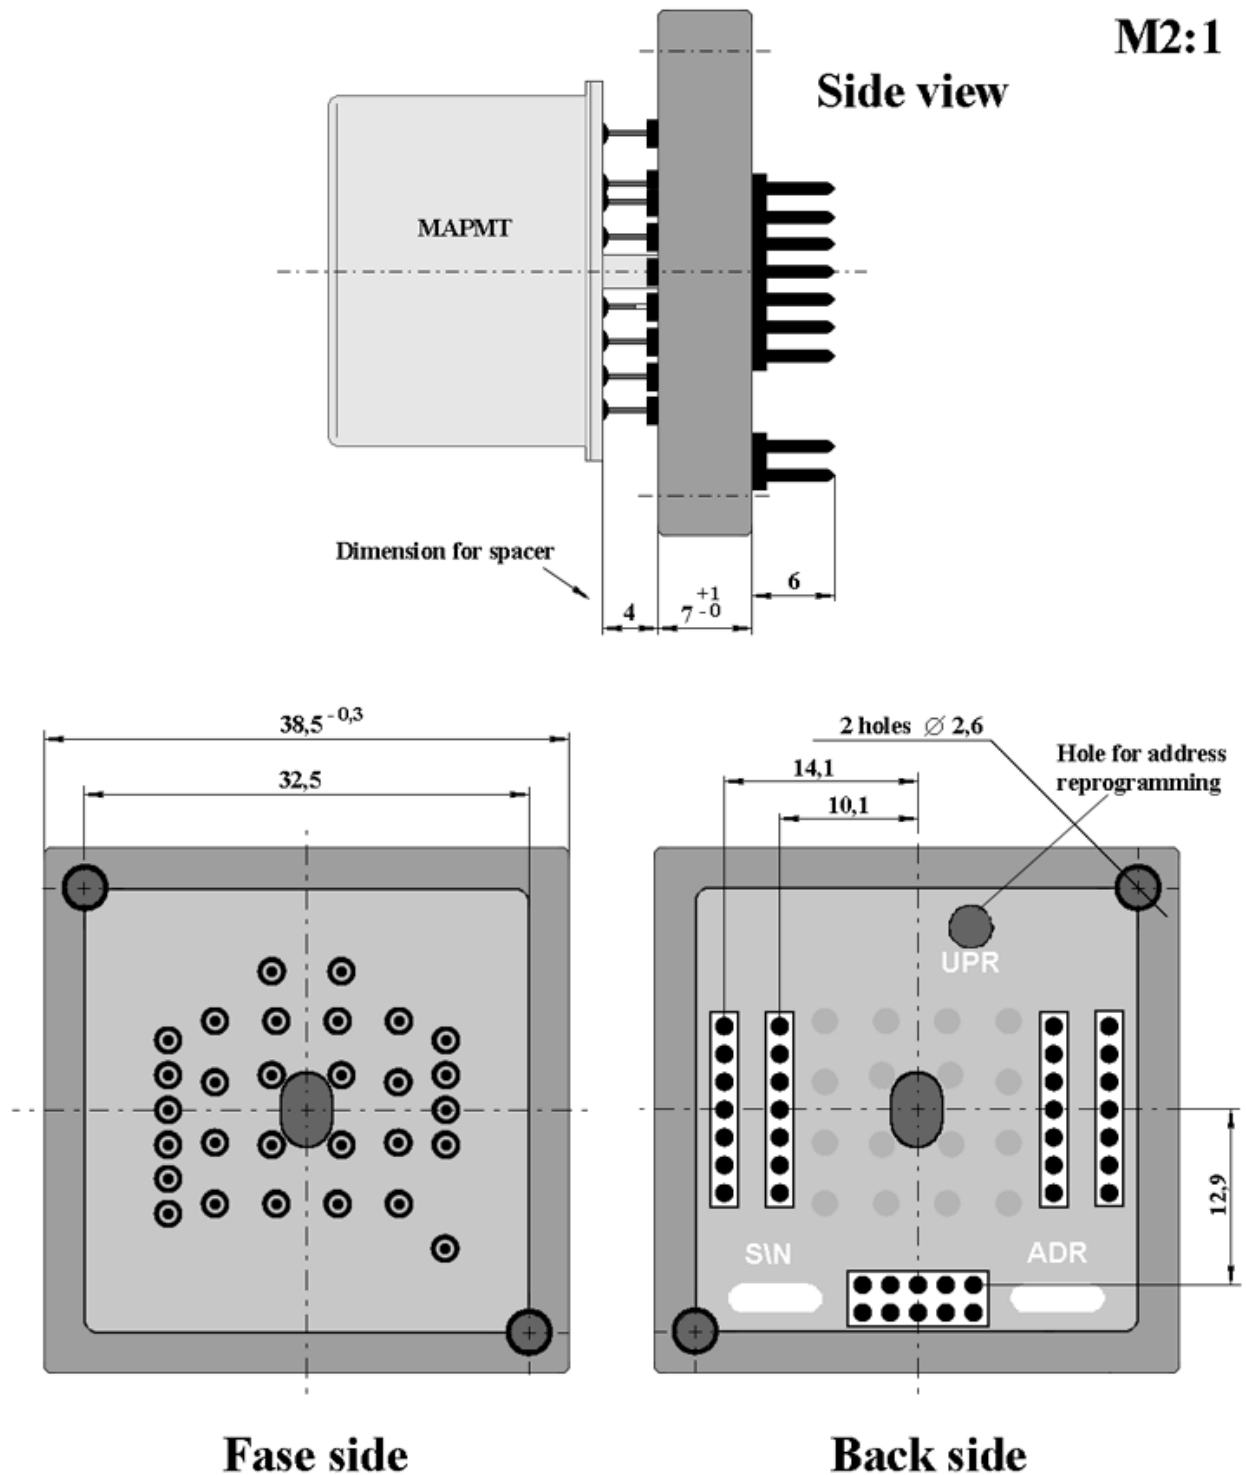 M2:1
Side view
MAPMT
Dimension for spacer
4
7 +1 -0
6
38,5 -0,3
32,5
2 holes ∅ 2,6
Hole for address
reprogramming
14,1
10,1
UPR
12,9
S\N
ADR
Fase side
Back side